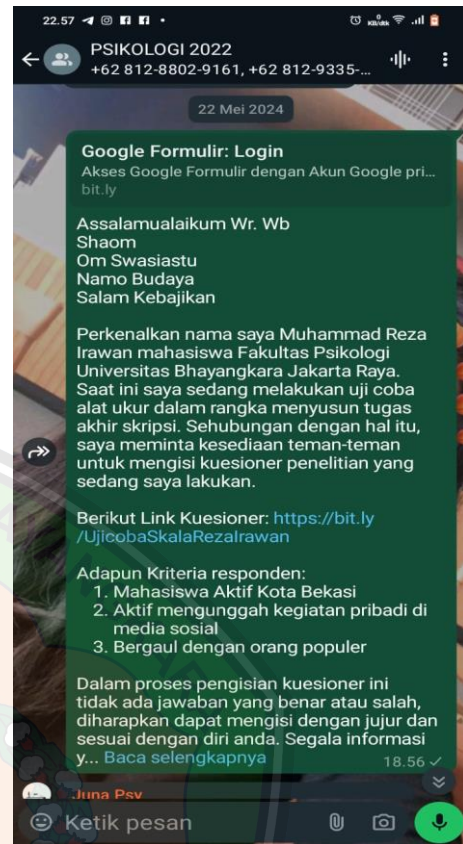 22.57
KB/dtk
PSIKOLOGI 2022
+62 812-8802-9161, +62 812-9335-...
22 Mei 2024
Google Formulir: Login
Akses Google Formulir dengan Akun Google pri...
bit.ly
Assalamualaikum Wr. Wb
Shaom
Om Swasiastu
Namo Budaya
Salam Kebajikan
Perkenalkan nama saya Muhammad Reza
Irawan mahasiswa Fakultas Psikologi
Universitas Bhayangkara Jakarta Raya.
Saat ini saya sedang melakukan uji coba
alat ukur dalam rangka menyusun tugas
akhir skripsi. Sehubungan dengan hal itu,
saya meminta kesediaan teman-teman
untuk mengisi kuesioner penelitian yang
sedang saya lakukan.
Berikut Link Kuesioner: https://bit.ly
/UjicobaSkalaRezaIrawan
Adapun Kriteria responden:
1. Mahasiswa Aktif Kota Bekasi
2. Aktif mengunggah kegiatan pribadi di
media sosial
3. Bergaul dengan orang populer
Dalam proses pengisian kuesioner ini
tidak ada jawaban yang benar atau salah,
diharapkan dapat mengisi dengan jujur dan
sesuai dengan diri anda. Segala informasi
y... Baca selengkapnya
18.56
Juna Psy
Ketik pesan